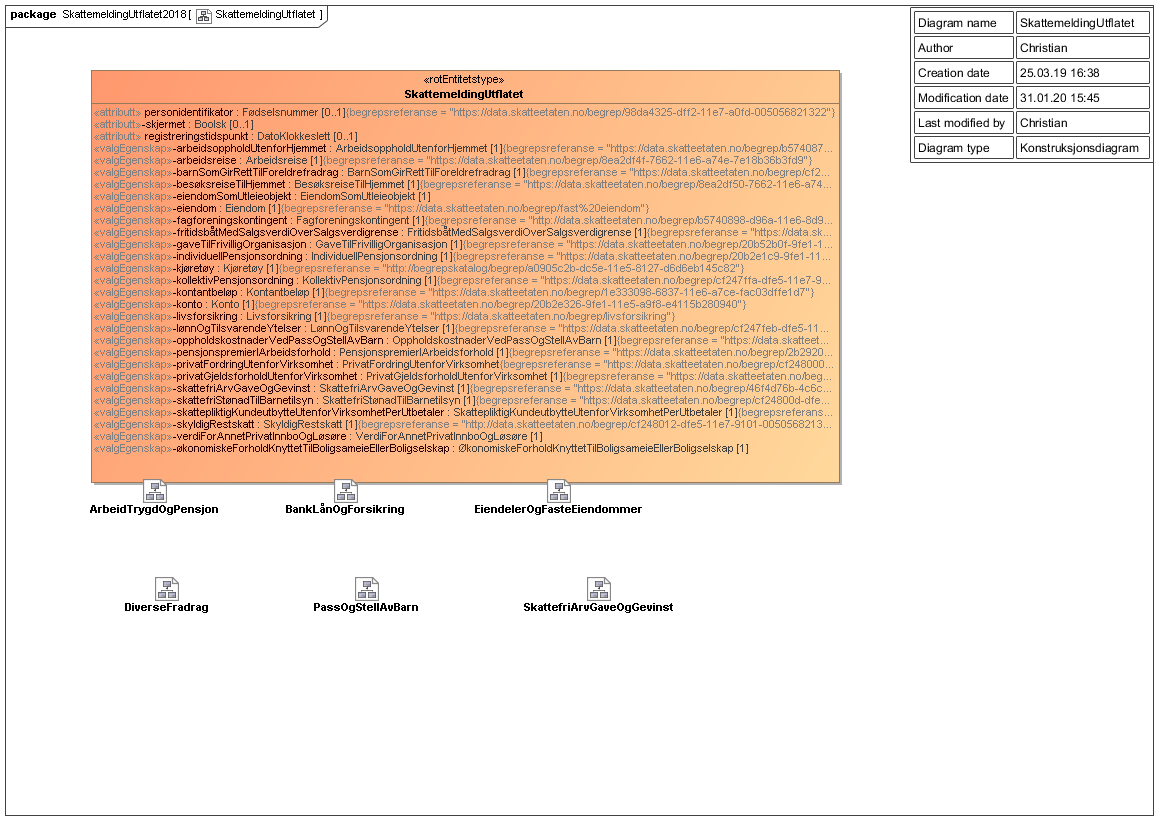 package SkattemeldingUtflatet2018 [ SkattemeldingUtflatet ]
Diagram name SkattemeldingUtflatet
Author Christian
Creation date 25.03.19 16:38
Modification date 31.01.20 15:45
Last modified by Christian
Diagram type Konstruksjonsdiagram
«rotEntitetstype»
SkattemeldingUtflatet
«attributt» personidentifikator : Fødselsnummer [0..1]{begrepsreferanse = "https://data.skatteetaten.no/begrep/98da4325-dff2-11e7-a0fd-005056821322"}
«attributt»-skjermet : Boolsk [0..1]
«attributt» registreringstidspunkt : DatoKlokkeslett [0..1]
«valgEgenskap»-arbeidsoppholdUtenforHjemmet : ArbeidsoppholdUtenforHjemmet [1]{begrepsreferanse = "https://data.skatteetaten.no/begrep/b574087...
«valgEgenskap»-arbeidsreise : Arbeidsreise [1]{begrepsreferanse = "https://data.skatteetaten.no/begrep/8ea2df4f-7662-11e6-a74e-7e18b36b3fd9"}
«valgEgenskap»-barnSomGirRettTilForeldrefradrag : BarnSomGirRettTilForeldrefradrag [1]{begrepsreferanse = "https://data.skatteetaten.no/begrep/cf2...
«valgEgenskap»-besøksreiseTilHjemmet : BesøksreiseTilHjemmet [1]{begrepsreferanse = "https://data.skatteetaten.no/begrep/8ea2df50-7662-11e6-a74...
«valgEgenskap»-eiendomSomUtleieobjekt : EiendomSomUtleieobjekt [1]
«valgEgenskap»-eiendom : Eiendom [1]{begrepsreferanse = "https://data.skatteetaten.no/begrep/fast%20eiendom"}
«valgEgenskap»-fagforeningskontingent : Fagforeningskontingent [1]{begrepsreferanse = "http://data.skatteetaten.no/begrep/b5740898-d96a-11e6-8d9...
«valgEgenskap»-fritidsbåtMedSalgsverdiOverSalgsverdigrense : FritidsbåtMedSalgsverdiOverSalgsverdigrense [1]{begrepsreferanse = "https://data.sk...
«valgEgenskap»-gaveTilFrivilligOrganisasjon : GaveTilFrivilligOrganisasjon [1]{begrepsreferanse = "https://data.skatteetaten.no/begrep/20b52b0f-9fe1-1...
«valgEgenskap»-individuellPensjonsordning : IndividuellPensjonsordning [1]{begrepsreferanse = "https://data.skatteetaten.no/begrep/20b2e1c9-9fe1-11...
«valgEgenskap»-kjøretøy : Kjøretøy [1]{begrepsreferanse = "http://begrepskatalog/begrep/a0905c2b-dc5e-11e5-8127-d6d6eb145c82"}
«valgEgenskap»-kollektivPensjonsordning : KollektivPensjonsordning [1]{begrepsreferanse = "https://data.skatteetaten.no/begrep/cf247ffa-dfe5-11e7-9...
«valgEgenskap»-kontantbeløp : Kontantbeløp [1]{begrepsreferanse = "https://data.skatteetaten.no/begrep/1e333098-6837-11e6-a7ce-fac03dffe1d7"}
«valgEgenskap»-konto : Konto [1]{begrepsreferanse = "https://data.skatteetaten.no/begrep/20b2e326-9fe1-11e5-a9f8-e4115b280940"}
«valgEgenskap»-livsforsikring : Livsforsikring [1]{begrepsreferanse = "https://data.skatteetaten.no/begrep/livsforsikring"}
«valgEgenskap»-lønnOgTilsvarendeYtelser : LønnOgTilsvarendeYtelser [1]{begrepsreferanse = "https://data.skatteetaten.no/begrep/cf247feb-dfe5-11...
«valgEgenskap»-oppholdskostnaderVedPassOgStellAvBarn : OppholdskostnaderVedPassOgStellAvBarn [1]{begrepsreferanse = "https://data.skatteet...
«valgEgenskap»-pensjonspremieIArbeidsforhold : PensjonspremieIArbeidsforhold [1]{begrepsreferanse = "https://data.skatteetaten.no/begrep/2b2920...
«valgEgenskap»-privatFordringUtenforVirksomhet : PrivatFordringUtenforVirksomhet{begrepsreferanse = "https://data.skatteetaten.no/begrep/cf248000...
«valgEgenskap»-privatGjeldsforholdUtenforVirksomhet : PrivatGjeldsforholdUtenforVirksomhet [1]{begrepsreferanse = "https://data.skatteetaten.no/beg...
«valgEgenskap»-skattefriArvGaveOgGevinst : SkattefriArvGaveOgGevinst [1]{begrepsreferanse = "https://data.skatteetaten.no/begrep/46f4d76b-4c6c...
«valgEgenskap»-skattefriStønadTilBarnetilsyn : SkattefriStønadTilBarnetilsyn [1]{begrepsreferanse = "https://data.skatteetaten.no/begrep/cf24800d-dfe...
«valgEgenskap»-skattepliktigKundeutbytteUtenforVirksomhetPerUtbetaler : SkattepliktigKundeutbytteUtenforVirksomhetPerUtbetaler [1]{begrepsreferans...
«valgEgenskap»-skyldigRestskatt : SkyldigRestskatt [1]{begrepsreferanse = "http://data.skatteetaten.no/begrep/cf248012-dfe5-11e7-9101-0050568213...
«valgEgenskap»-verdiForAnnetPrivatInnboOgLøsøre : VerdiForAnnetPrivatInnboOgLøsøre [1]
«valgEgenskap»-økonomiskeForholdKnyttetTilBoligsameieEllerBoligselskap : ØkonomiskeForholdKnyttetTilBoligsameieEllerBoligselskap [1]
ArbeidTrygdOgPensjon BankLånOgForsikring EiendelerOgFasteEiendommer
DiverseFradrag PassOgStellAvBarn SkattefriArvGaveOgGevinst